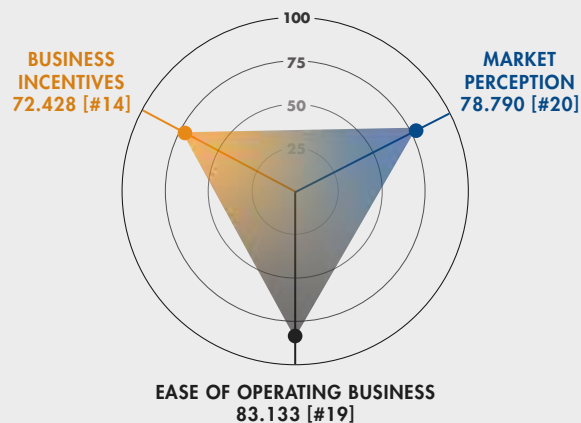 100
75
50
25
BUSINESS
INCENTIVES
72.428 [#14]
MARKET
PERCEPTION
78.790 [#20]
EASE OF OPERATING BUSINESS
83.133 [#19]